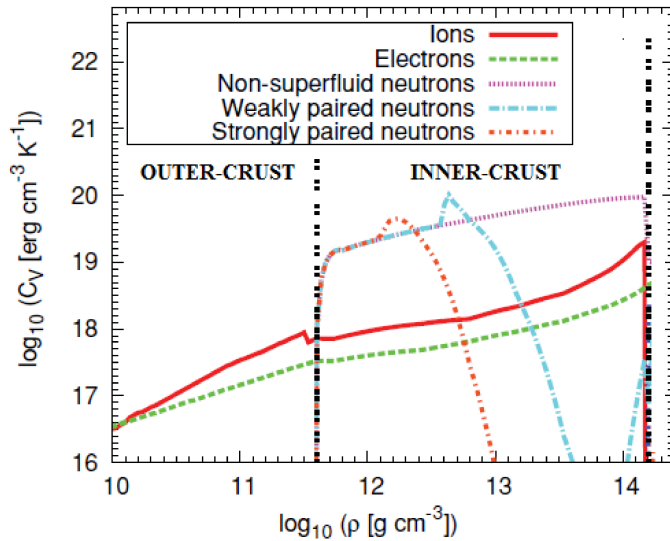 22
21
20
19
18
17
16
log₁₀ (C_V [erg cm⁻³ K⁻¹])
Ions
Electrons
Non-superfluid neutrons
Weakly paired neutrons
Strongly paired neutrons
OUTER-CRUST INNER-CRUST
10 11 12 13 14
log₁₀ (ρ [g cm⁻³])